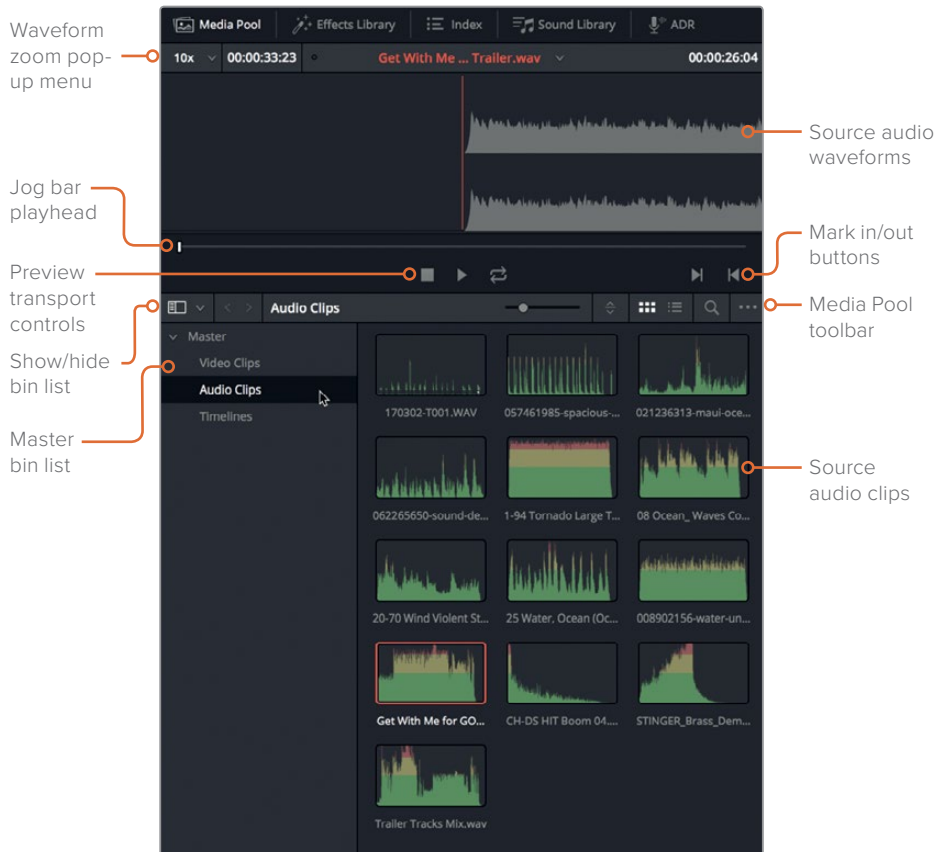 Media Pool
Effects Library
Index
Sound Library
ADR
Waveform
zoom pop-
up menu
10x
00:00:33:23
Get With Me ... Trailer.wav
00:00:26:04
Source audio
waveforms
Jog bar
playhead
Mark in/out
buttons
Preview
transport
controls
Audio Clips
Media Pool
toolbar
Show/hide
bin list
Master
Video Clips
Audio Clips
Timelines
Master
bin list
170302-T001.WAV
057461985-spacious-...
021236313-maui-oce...
Source
audio clips
062265650-sound-de...
1-94 Tornado Large T...
08 Ocean_ Waves Co...
20-70 Wind Violent St...
25 Water, Ocean (Oc...
008902156-water-un...
Get With Me for GO...
CH-DS HIT Boom 04....
STINGER_Brass_Dem...
Trailer Tracks Mix.wav